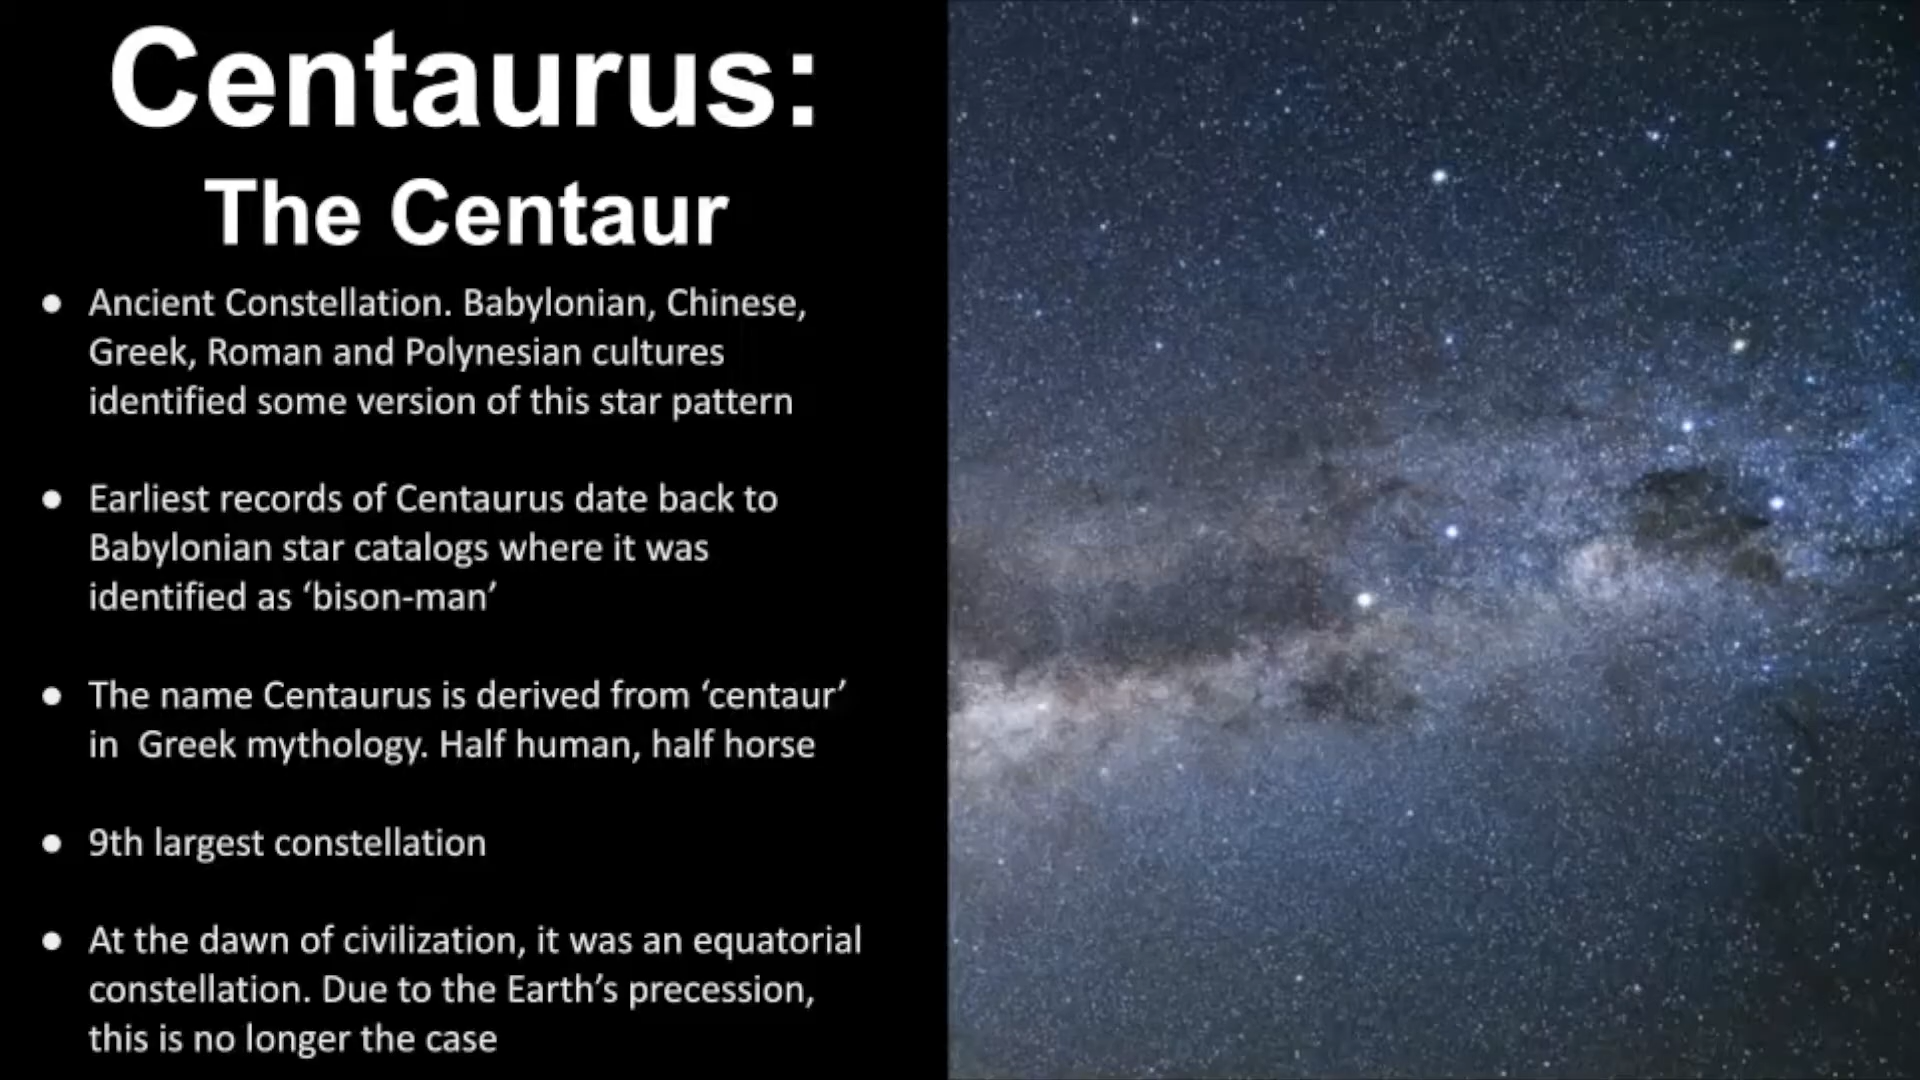 Centaurus:
The Centaur
● Ancient Constellation. Babylonian, Chinese,
Greek, Roman and Polynesian cultures
identified some version of this star pattern
● Earliest records of Centaurus date back to
Babylonian star catalogs where it was
identified as ‘bison-man’
● The name Centaurus is derived from ‘centaur’
in  Greek mythology. Half human, half horse
● 9th largest constellation
● At the dawn of civilization, it was an equatorial
constellation. Due to the Earth’s precession,
this is no longer the case